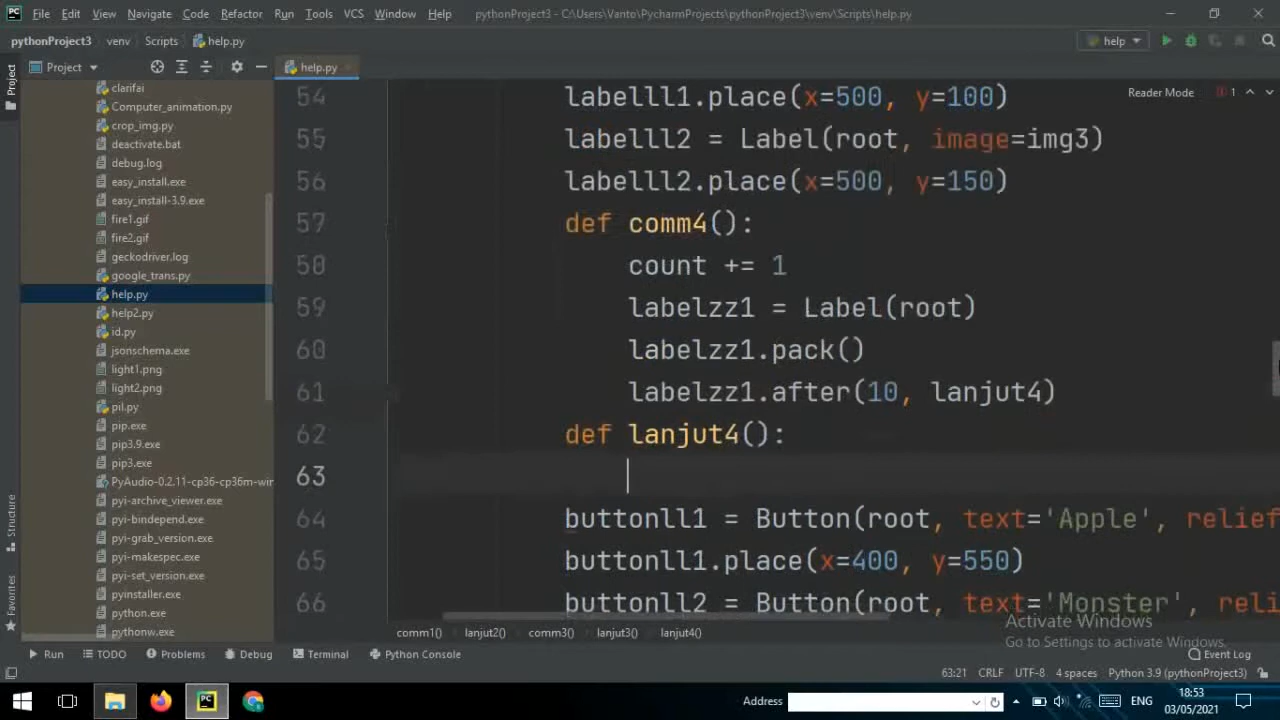 File Edit View Navigate Code Refactor Run Tools VCS Window Help pythonProject3 - C:\Users\Vanto\PycharmProjects\pythonProject3\venv\Scripts\help.py
pythonProject3 venv Scripts help.py help
Project help.py
Project
Reader Mode 1
clarifai
Computer_animation.py
crop_img.py
deactivate.bat
debug.log
easy_install.exe
easy_install-3.9.exe
fire1.gif
fire2.gif
geckodriver.log
google_trans.py
help.py
help2.py
id.py
jsonschema.exe
light1.png
light2.png
pil.py
pip.exe
pip3.9.exe
pip3.exe
PyAudio-0.2.11-cp36-cp36m-win
pyi-archive_viewer.exe
pyi-bindepend.exe
pyi-grab_version.exe
pyi-makespec.exe
pyi-set_version.exe
pyinstaller.exe
python.exe
pythonw.exe
54 labelll1.place(x=500, y=100)
55 labelll2 = Label(root, image=img3)
56 labelll2.place(x=500, y=150)
57 def comm4():
50 count += 1
59 labelzz1 = Label(root)
60 labelzz1.pack()
61 labelzz1.after(10, lanjut4)
62 def lanjut4():
63
64 buttonll1 = Button(root, text='Apple', relief
65 buttonll1.place(x=400, y=550)
66 buttonll2 = Button(root, text='Monster', relie
Structure
Favorites
Activate Windows
Go to Settings to activate Windows.
comm1() lanjut2() comm3() lanjut3() lanjut4()
Run TODO Problems Debug Terminal Python Console Event Log
63:21 CRLF UTF-8 4 spaces Python 3.9 (pythonProject3)
Address ENG 18:53
03/05/2021